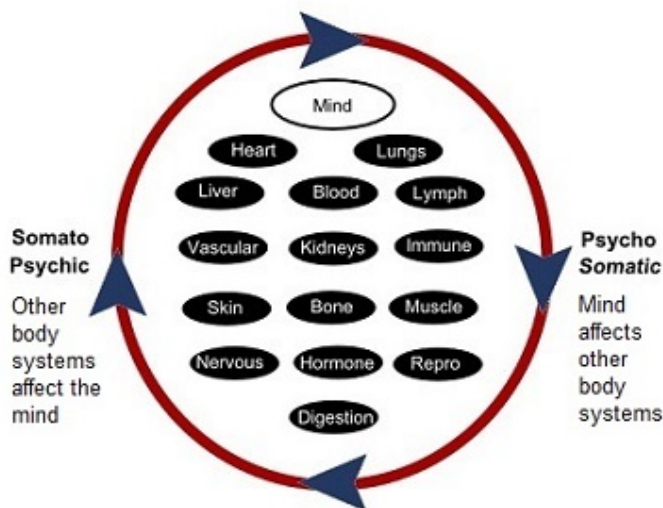 Mind
Heart Lungs
Liver Blood Lymph
Vascular Kidneys Immune
Skin Bone Muscle
Nervous Hormone Repro
Digestion
Somato
Psychic
Other
body
systems
affect the
mind
Psycho
Somatic
Mind
affects
other
body
systems